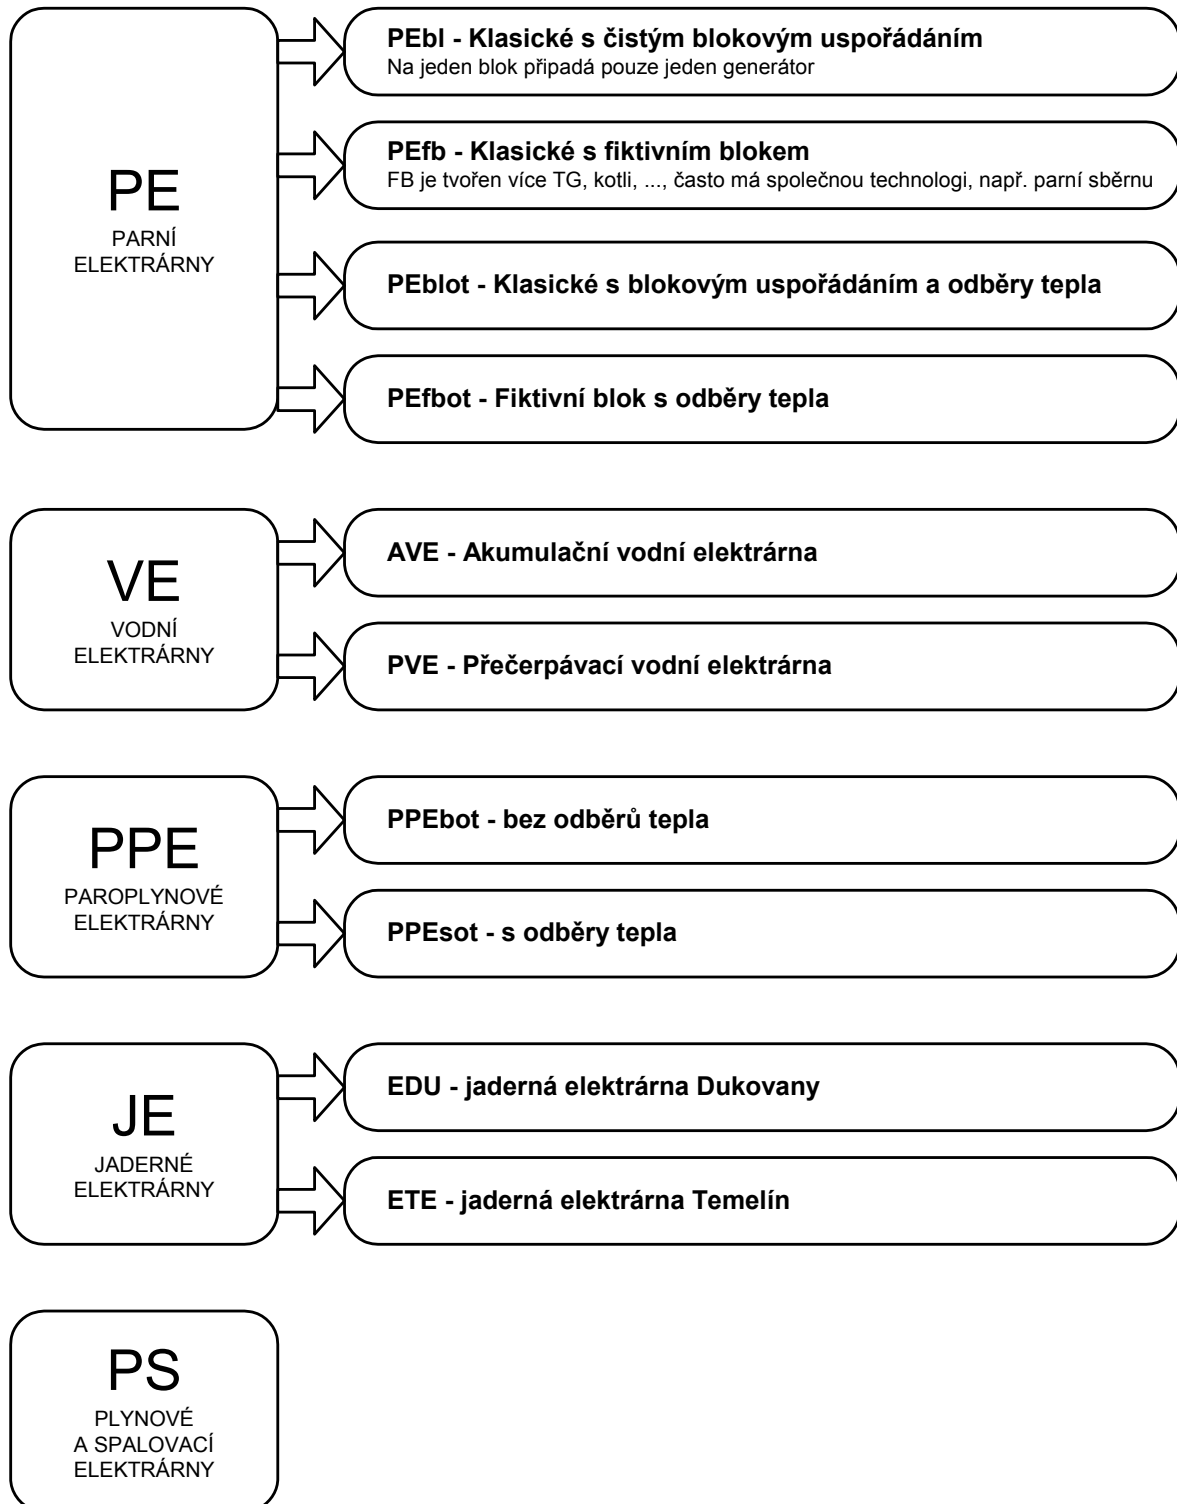 PE
PARNÍ
ELEKTRÁRNY
PEbl - Klasické s čistým blokovým uspořádáním
Na jeden blok připadá pouze jeden generátor
PEfb - Klasické s fiktivním blokem
FB je tvořen více TG, kotli, ..., často má společnou technologi, např. parní sběrnu
PEblot - Klasické s blokovým uspořádáním a odběry tepla
PEfbot - Fiktivní blok s odběry tepla
VE
VODNÍ
ELEKTRÁRNY
AVE - Akumulační vodní elektrárna
PVE - Přečerpávací vodní elektrárna
PPE
PAROPLYNOVÉ
ELEKTRÁRNY
PPEbot - bez odběrů tepla
PPEsot - s odběry tepla
JE
JADERNÉ
ELEKTRÁRNY
EDU - jaderná elektrárna Dukovany
ETE - jaderná elektrárna Temelín
PS
PLYNOVÉ
A SPALOVACÍ
ELEKTRÁRNY